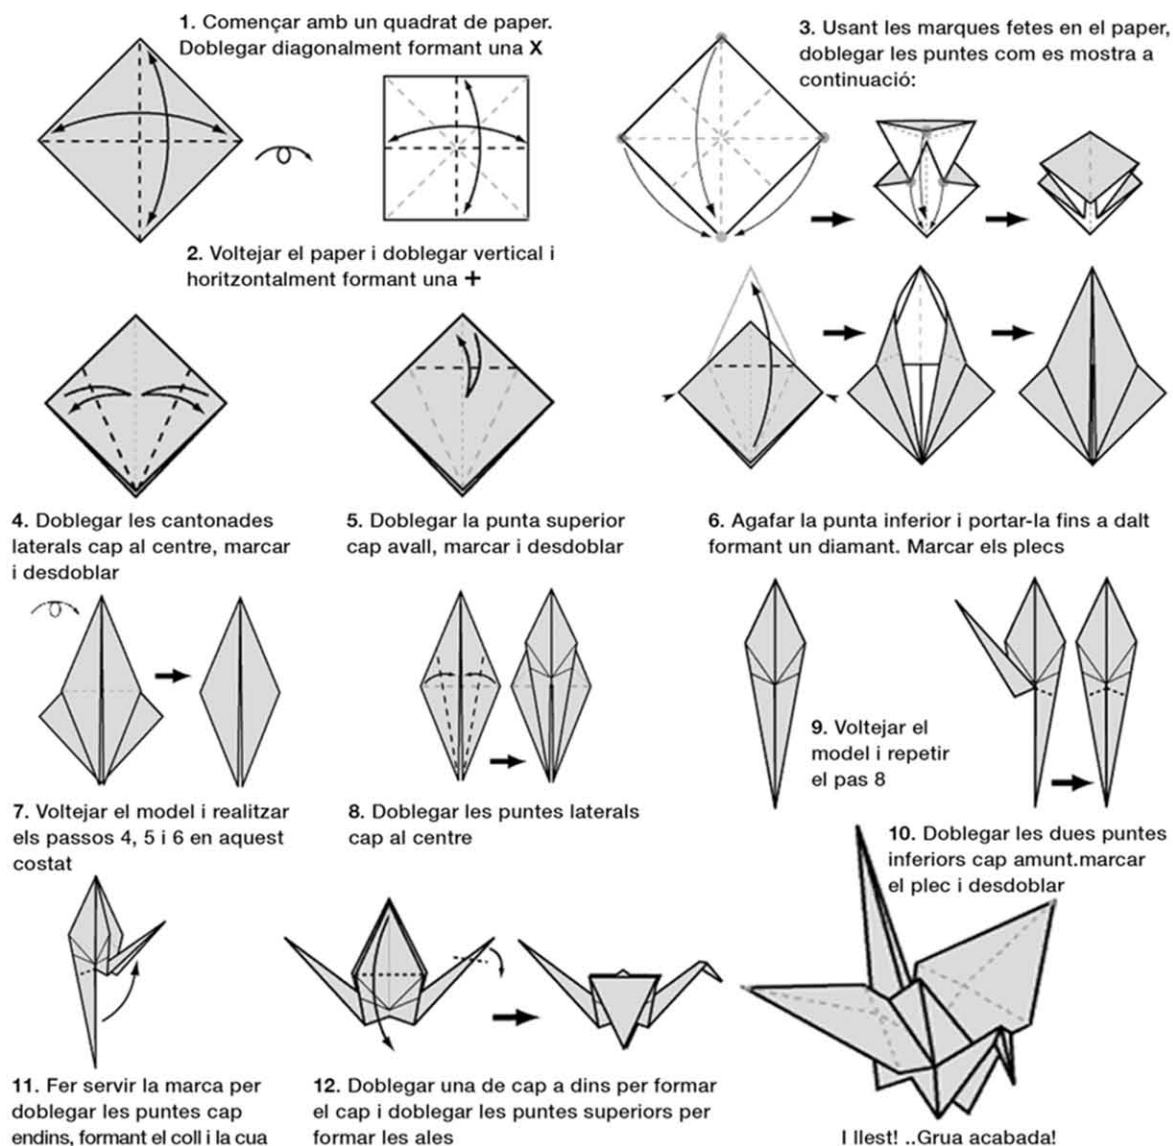 1. Començar amb un quadrat de paper.
Doblegar diagonalment formant una X
2. Voltejar el paper i doblegar vertical i
horitzontalment formant una +
3. Usant les marques fetes en el paper,
doblegar les puntes com es mostra a
continuació:
4. Doblegar les cantonades
laterals cap al centre, marcar
i desdoblar
5. Doblegar la punta superior
cap avall, marcar i desdoblar
6. Agafar la punta inferior i portar-la fins a dalt
formant un diamant. Marcar els plecs
7. Voltejar el model i realitzar
els passos 4, 5 i 6 en aquest
costat
8. Doblegar les puntes laterals
cap al centre
9. Voltejar el
model i repetir
el pas 8
10. Doblegar les dues puntes
inferiors cap amunt.marcar
el plec i desdoblar
11. Fer servir la marca per
doblegar les puntes cap
endins, formant el coll i la cua
12. Doblegar una de cap a dins per formar
el cap i doblegar les puntes superiors per
formar les ales
I llest! ..Grua acabada!